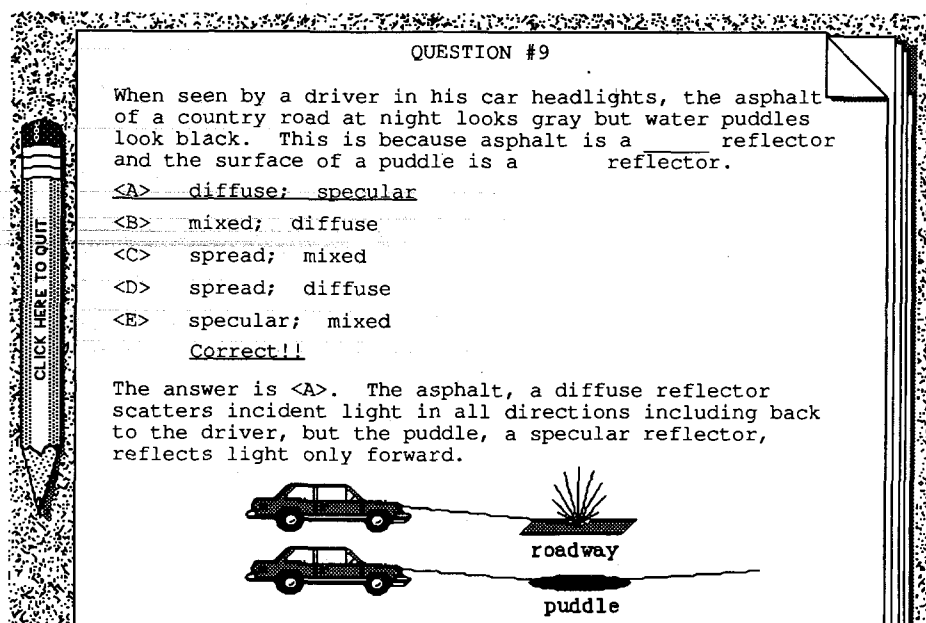 QUESTION #9
When seen by a driver in his car headlights, the asphalt
of a country road at night looks gray but water puddles
look black. This is because asphalt is a _____ reflector
and the surface of a puddle is a reflector.
<A> diffuse; specular
<B> mixed; diffuse
<C> spread; mixed
<D> spread; diffuse
<E> specular; mixed
Correct!!
The answer is <A>. The asphalt, a diffuse reflector
scatters incident light in all directions including back
to the driver, but the puddle, a specular reflector,
reflects light only forward.
roadway
puddle
CLICK HERE TO QUIT